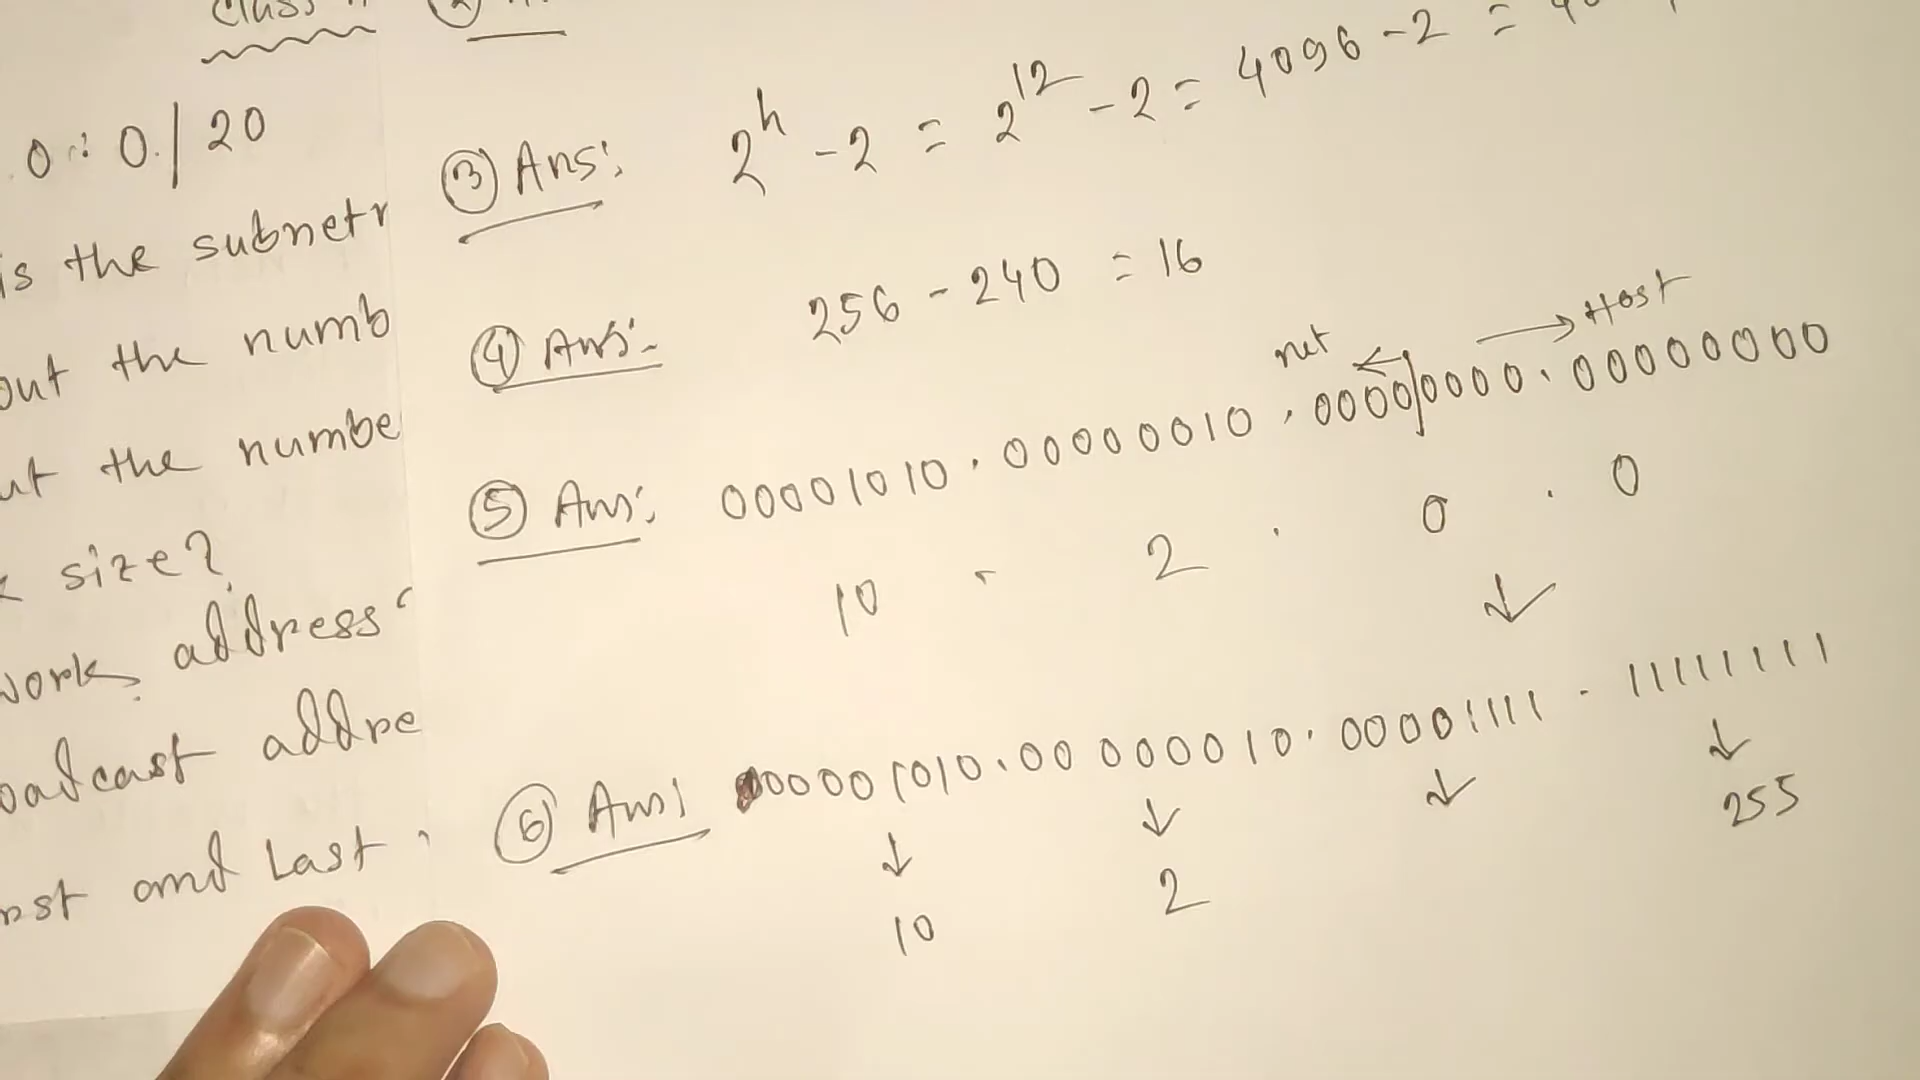 Class
0.0/20
is the subnetr
out the numb
ut the numbe
size?
work address
oadcast addre
and Last
③ Ans: 2^h - 2 = 2^12 - 2 = 4096 - 2 =
④ Ans:- 256 - 240 = 16
net ← → Host
⑤ Ans: 00001010.00000010.0000|0000.00000000
10 . 2 . 0 . 0
↓
⑥ Ans: 00001010.00000010.00001111.11111111
↓ ↓ ↓ ↓
10 2 255